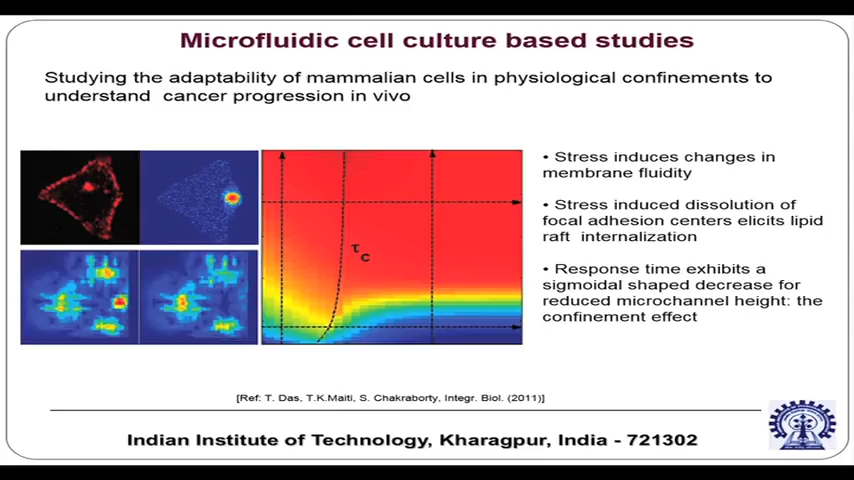 Microfluidic cell culture based studies
Studying the adaptability of mammalian cells in physiological confinements to
understand cancer progression in vivo
τc
• Stress induces changes in
membrane fluidity
• Stress induced dissolution of
focal adhesion centers elicits lipid
raft internalization
• Response time exhibits a
sigmoidal shaped decrease for
reduced microchannel height: the
confinement effect
[Ref: T. Das, T.K.Maiti, S. Chakraborty, Integr. Biol. (2011)]
Indian Institute of Technology, Kharagpur, India - 721302